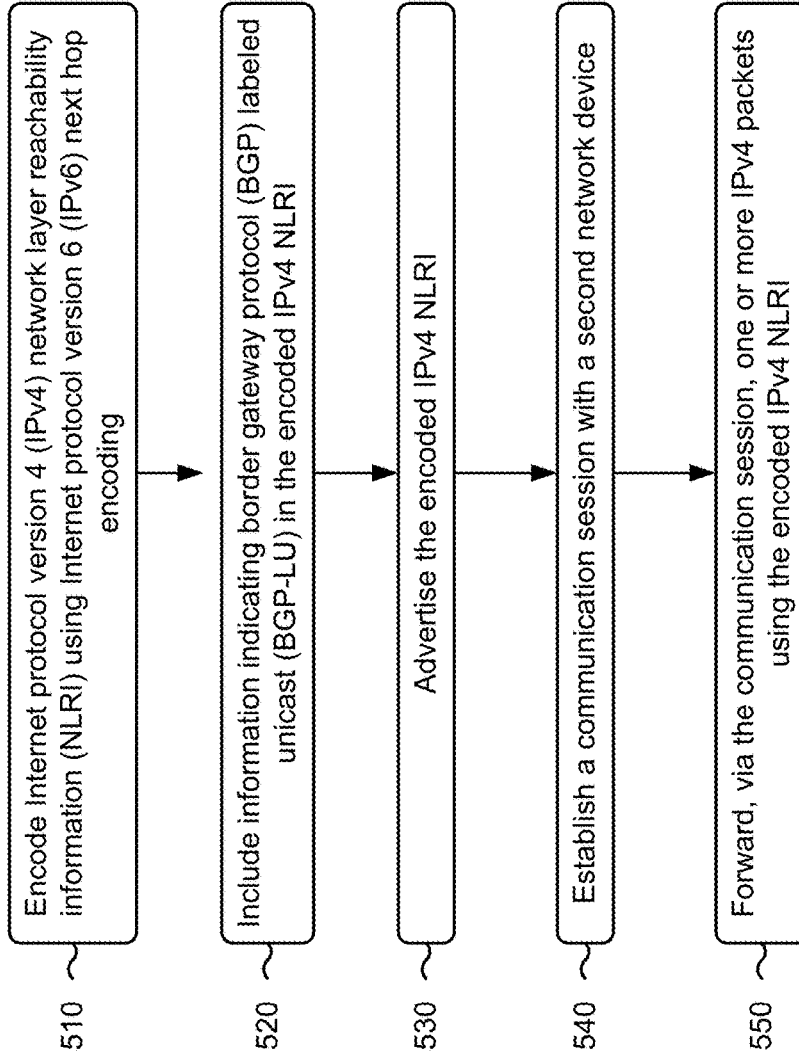 510
Encode Internet protocol version 4 (IPv4) network layer reachability
information (NLRI) using Internet protocol version 6 (IPv6) next hop
encoding
520
Include information indicating border gateway protocol (BGP) labeled
unicast (BGP-LU) in the encoded IPv4 NLRI
530
Advertise the encoded IPv4 NLRI
540
Establish a communication session with a second network device
550
Forward, via the communication session, one or more IPv4 packets
using the encoded IPv4 NLRI